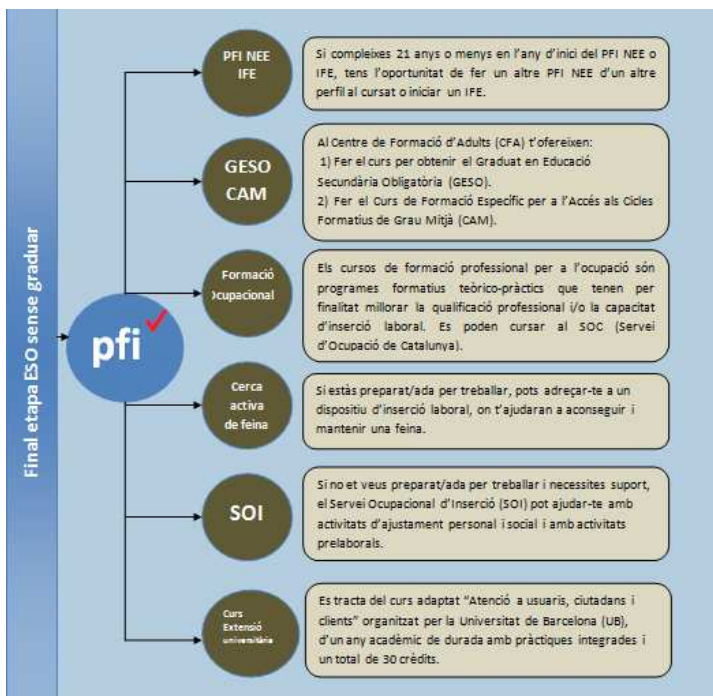 Final etapa ESO sense graduar
pfi
PFI NEE
IFE
Si compleixes 21 anys o menys en l'any d'inici del PFI NEE o
IFE, tens l'oportunitat de fer un altre PFI NEE d'un altre
perfil al cursat o iniciar un IFE.
GESO
CAM
Al Centre de Formació d'Adults (CFA) t'ofereixen:
1) Fer el curs per obtenir el Graduat en Educació
Secundària Obligatòria (GESO).
2) Fer el Curs de Formació Específic per a l'Accés als Cicles
Formatius de Grau Mitjà (CAM).
Formació
Ocupacional
Els cursos de formació professional per a l'ocupació són
programes formatius teòrico-pràctics que tenen per
finalitat millorar la qualificació professional i/o la capacitat
d'inserció laboral. Es poden cursar al SOC (Servei
d'Ocupació de Catalunya).
Cerca
activa
de feina
Si estàs preparat/ada per treballar, pots adreçar-te a un
dispositiu d'inserció laboral, on t'ajudaran a aconseguir i
mantenir una feina.
SOI
Si no et veus preparat/ada per treballar i necessites suport,
el Servei Ocupacional d'Inserció (SOI) pot ajudar-te amb
activitats d'ajustament personal i social i amb activitats
prelaborals.
Curs
Extensió
universitària
Es tracta del curs adaptat "Atenció a usuaris, ciutadans i
clients" organitzat per la Universitat de Barcelona (UB),
d'un any acadèmic de durada amb pràctiques integrades i
un total de 30 crèdits.